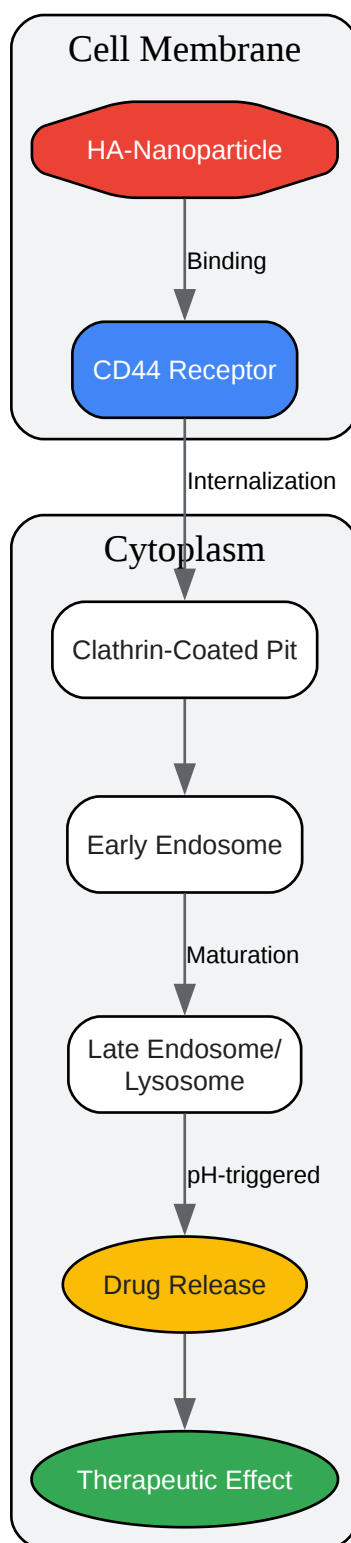 Cell Membrane
HA-Nanoparticle
Binding
CD44 Receptor
Internalization
Cytoplasm
Clathrin-Coated Pit
Early Endosome
Maturation
Late Endosome/
Lysosome
pH-triggered
Drug Release
Therapeutic Effect